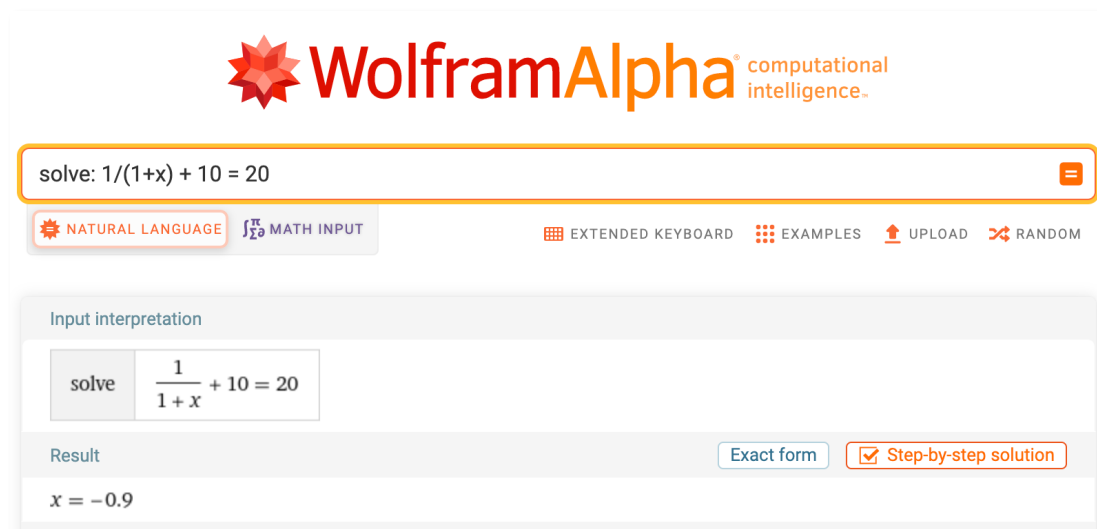 WolframAlpha computational intelligence™
solve: 1/(1+x) + 10 = 20
NATURAL LANGUAGE ∫Σ∂π MATH INPUT EXTENDED KEYBOARD EXAMPLES UPLOAD RANDOM
Input interpretation
solve 1/(1 + x) + 10 = 20
Result Exact form Step-by-step solution
x = −0.9